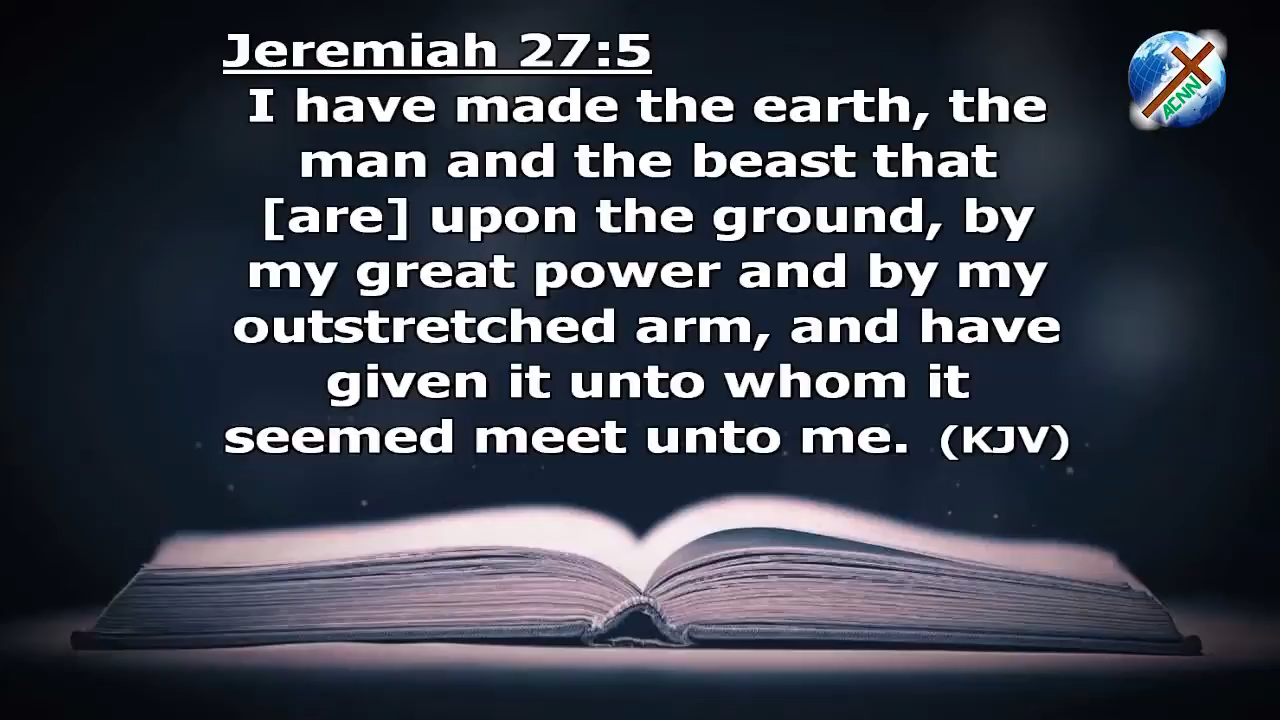 Jeremiah 27:5
I have made the earth, the
man and the beast that
[are] upon the ground, by
my great power and by my
outstretched arm, and have
given it unto whom it
seemed meet unto me. (KJV)
ACNN